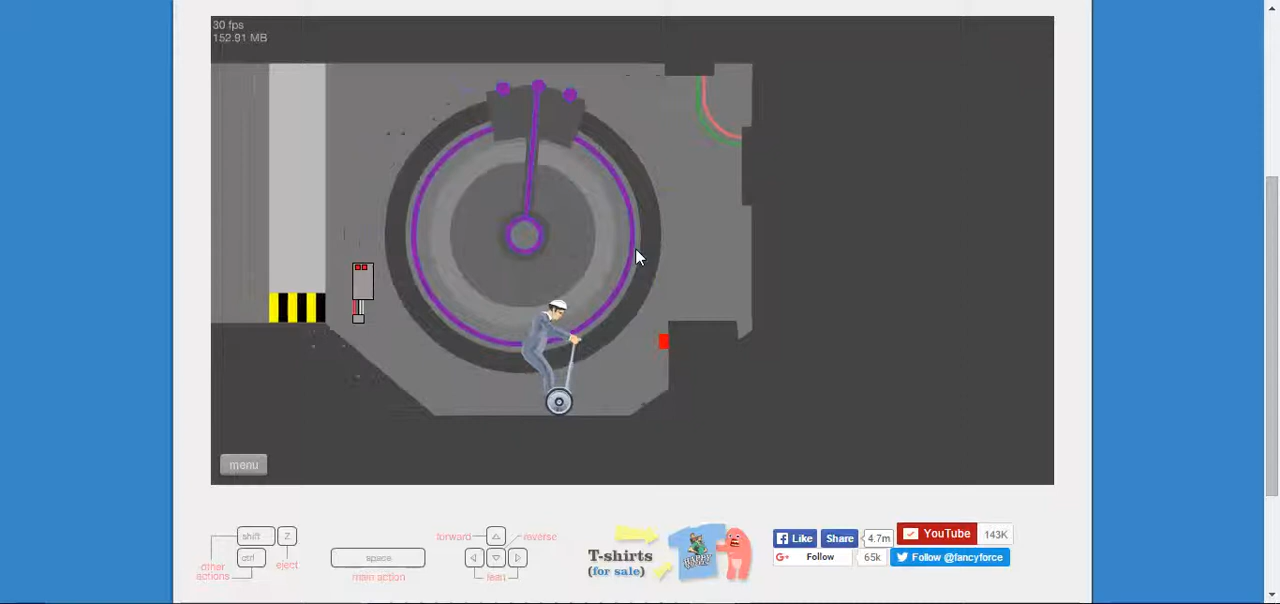 30 fps
152.91 MB
menu
shift
Z
ctrl
eject
other
actions
space
main action
forward
reverse
lean
T-shirts
(for sale)
HAPPY
Like
Share
4.7m
YouTube
143K
G+ Follow
65k
Follow @fancyforce